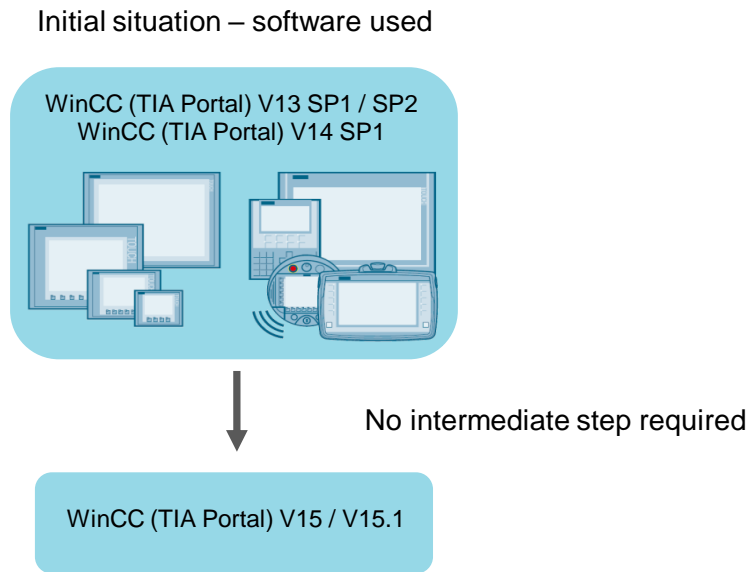 Initial situation – software used
WinCC (TIA Portal) V13 SP1 / SP2
WinCC (TIA Portal) V14 SP1
No intermediate step required
WinCC (TIA Portal) V15 / V15.1